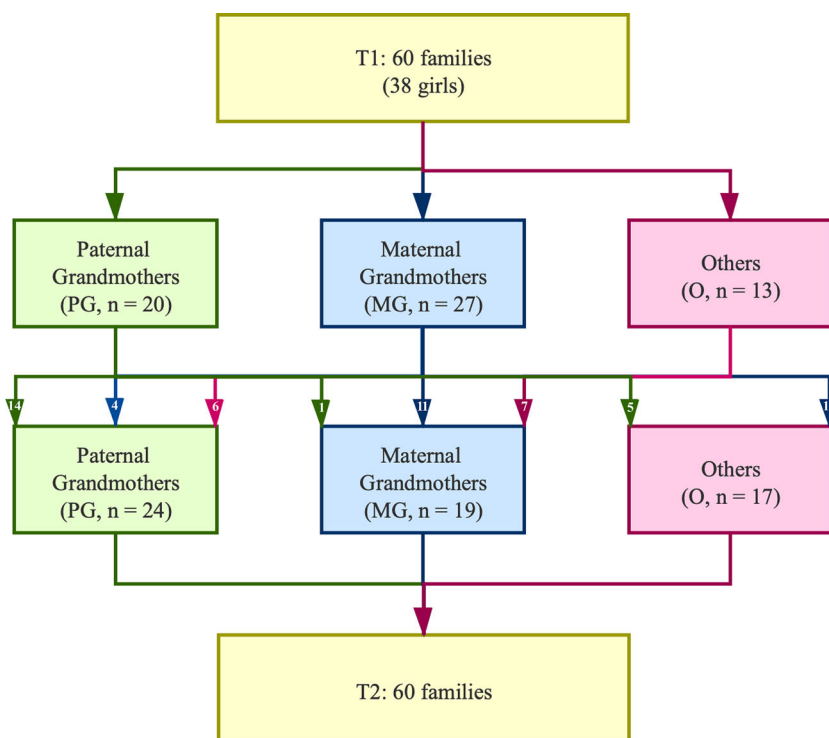 T1: 60 families
(38 girls)
Paternal
Grandmothers
(PG, n = 20)
Maternal
Grandmothers
(MG, n = 27)
Others
(O, n = 13)
14
4
6
1
11
7
5
Paternal
Grandmothers
(PG, n = 24)
Maternal
Grandmothers
(MG, n = 19)
Others
(O, n = 17)
T2: 60 families